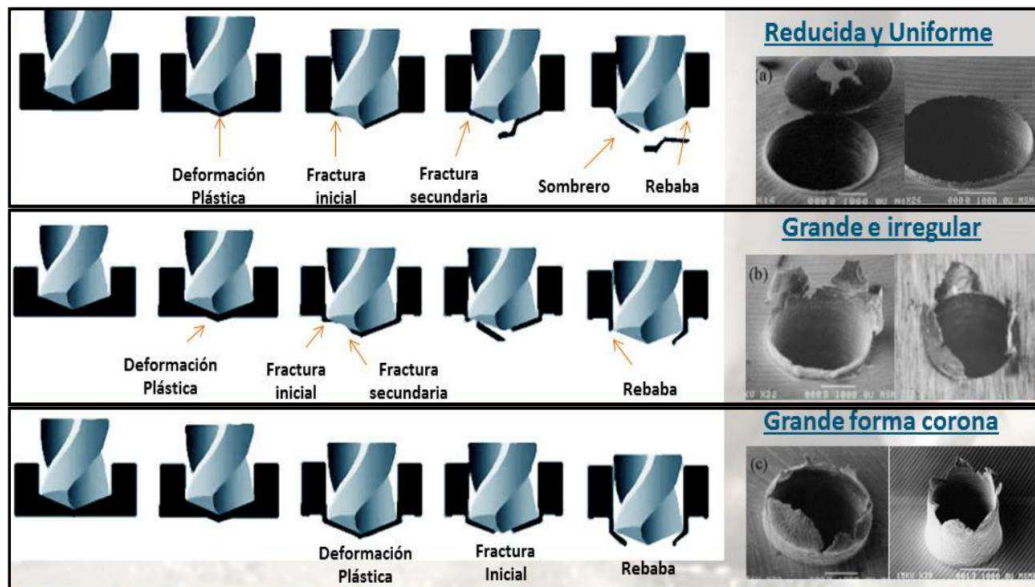 Reducida y Uniforme
(a)
Deformación
Plástica
Fractura
inicial
Fractura
secundaria
Sombrero
Rebaba
Grande e irregular
(b)
Deformación
Plástica
Fractura
inicial
Fractura
secundaria
Rebaba
Grande forma corona
(c)
Deformación
Plástica
Fractura
Inicial
Rebaba